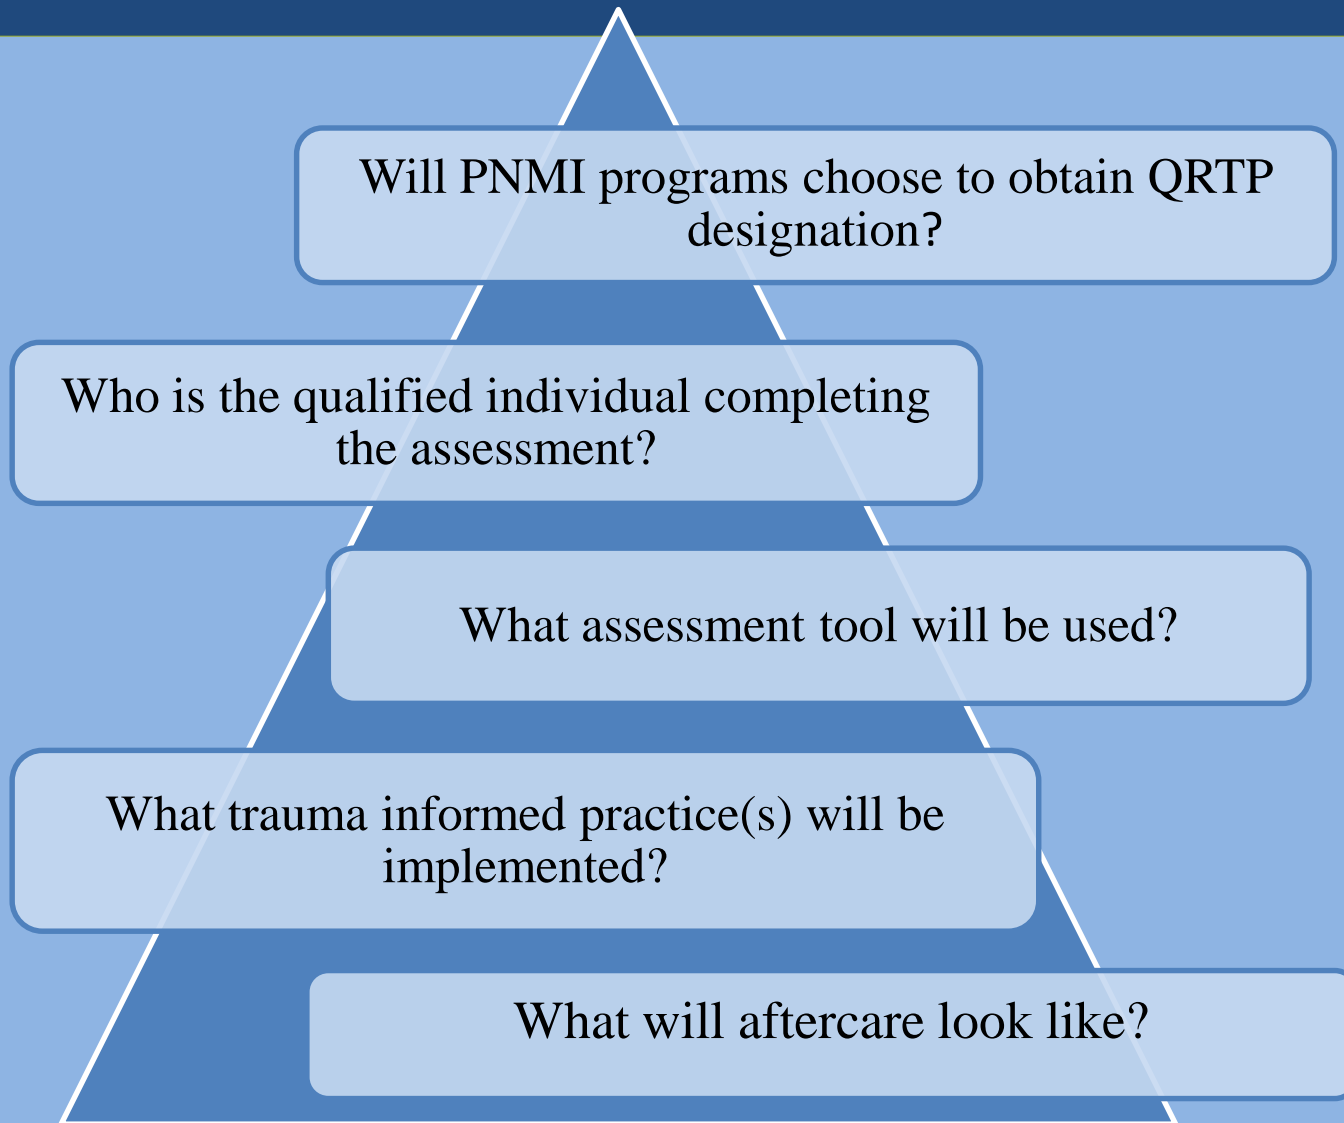 Will PNMI programs choose to obtain QRTP
designation?
Who is the qualified individual completing
the assessment?
What assessment tool will be used?
What trauma informed practice(s) will be
implemented?
What will aftercare look like?